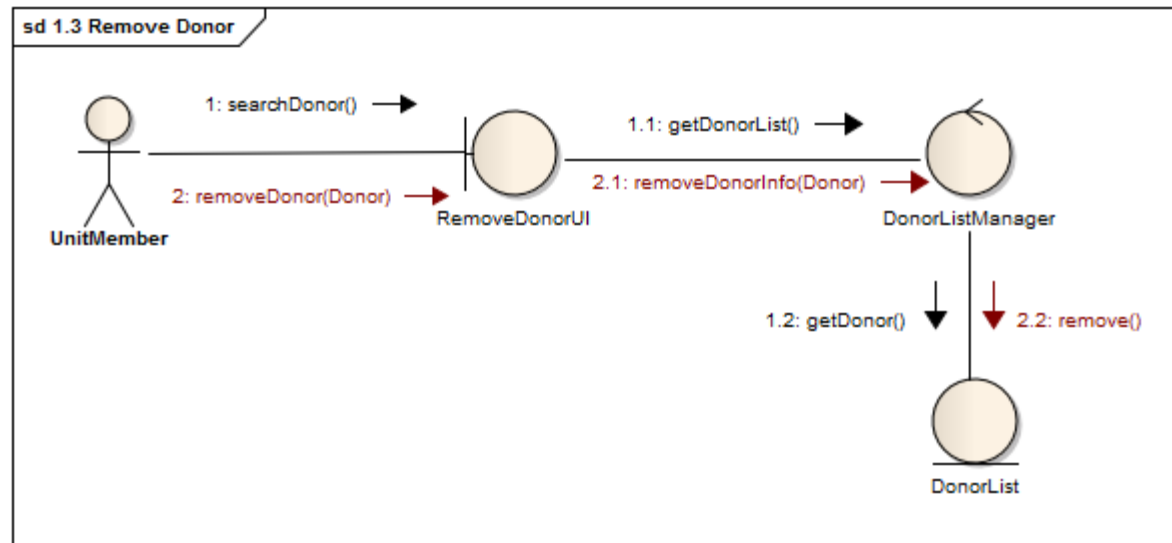 sd 1.3 Remove Donor
1: searchDonor()
1.1: getDonorList()
2: removeDonor(Donor)
2.1: removeDonorInfo(Donor)
UnitMember
RemoveDonorUI
DonorListManager
1.2: getDonor()
2.2: remove()
DonorList